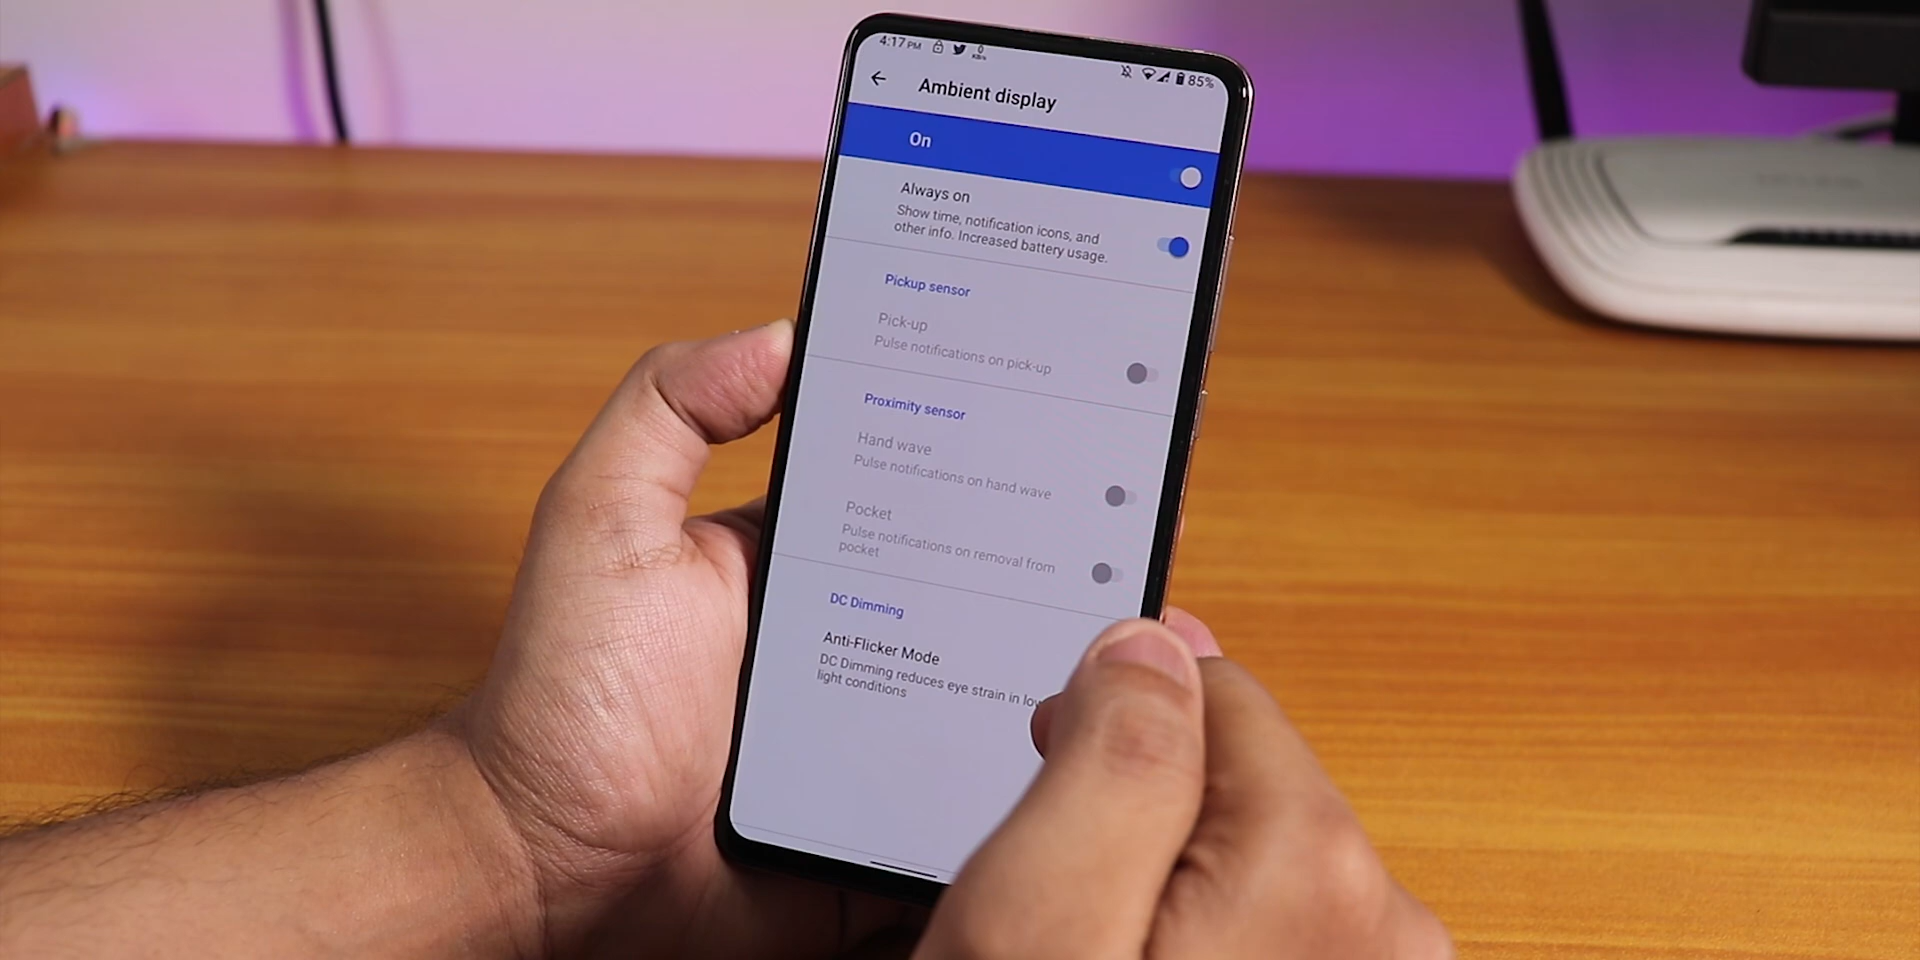 4:17 PM 0 KB/s 85%
Ambient display
On
Always on
Show time, notification icons, and
other info. Increased battery usage.
Pickup sensor
Pick-up
Pulse notifications on pick-up
Proximity sensor
Hand wave
Pulse notifications on hand wave
Pocket
Pulse notifications on removal from
pocket
DC Dimming
Anti-Flicker Mode
DC Dimming reduces eye strain in low
light conditions